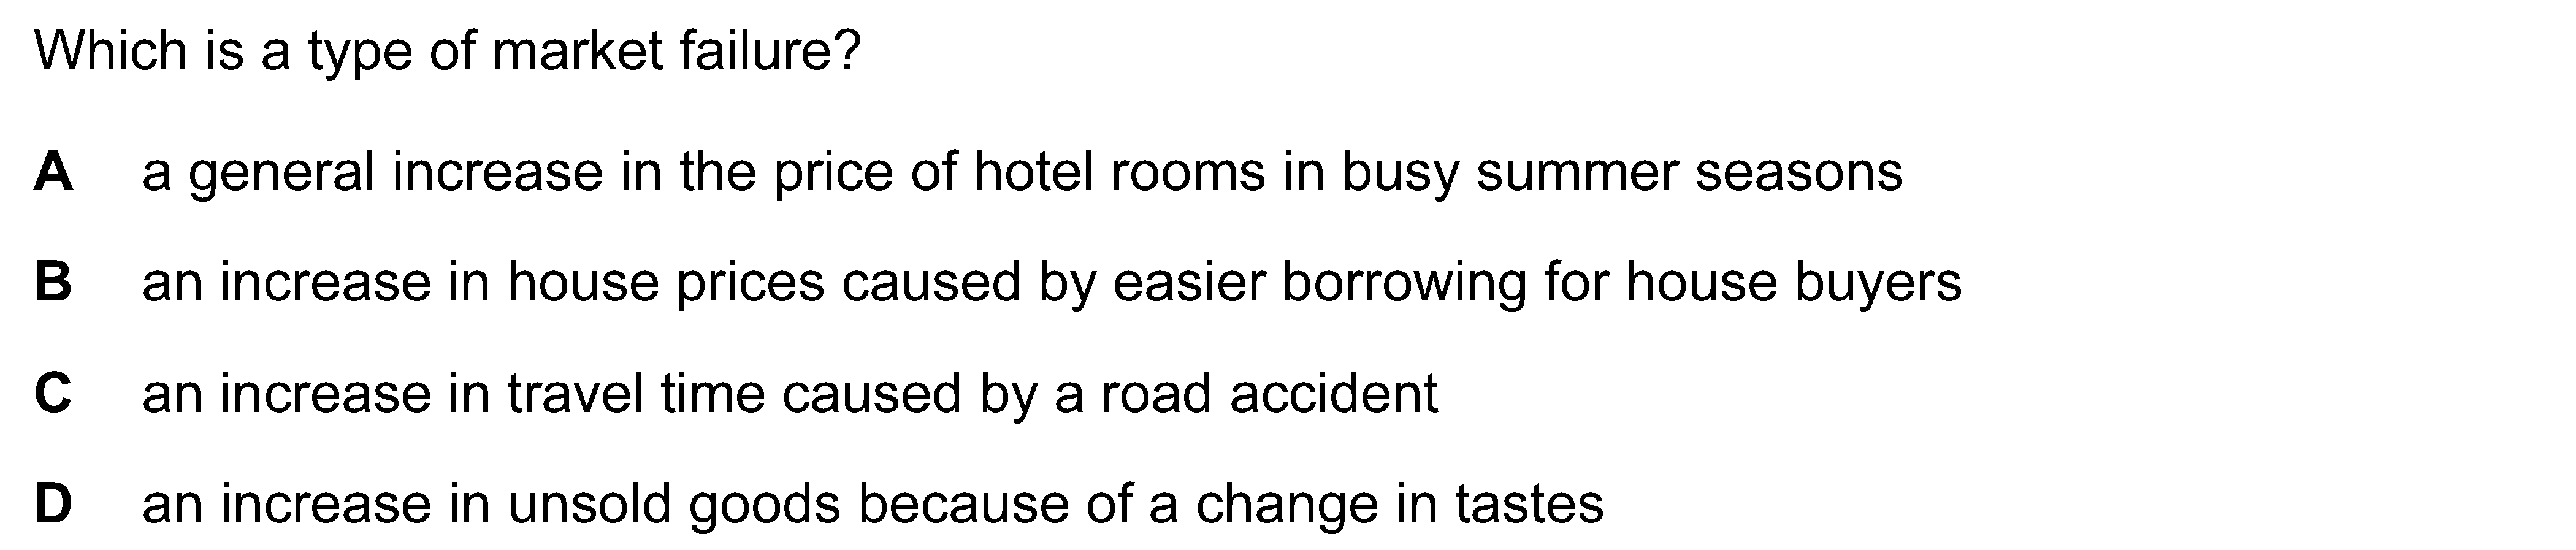 Which is a type of market failure?
A a general increase in the price of hotel rooms in busy summer seasons
B an increase in house prices caused by easier borrowing for house buyers
C an increase in travel time caused by a road accident
D an increase in unsold goods because of a change in tastes